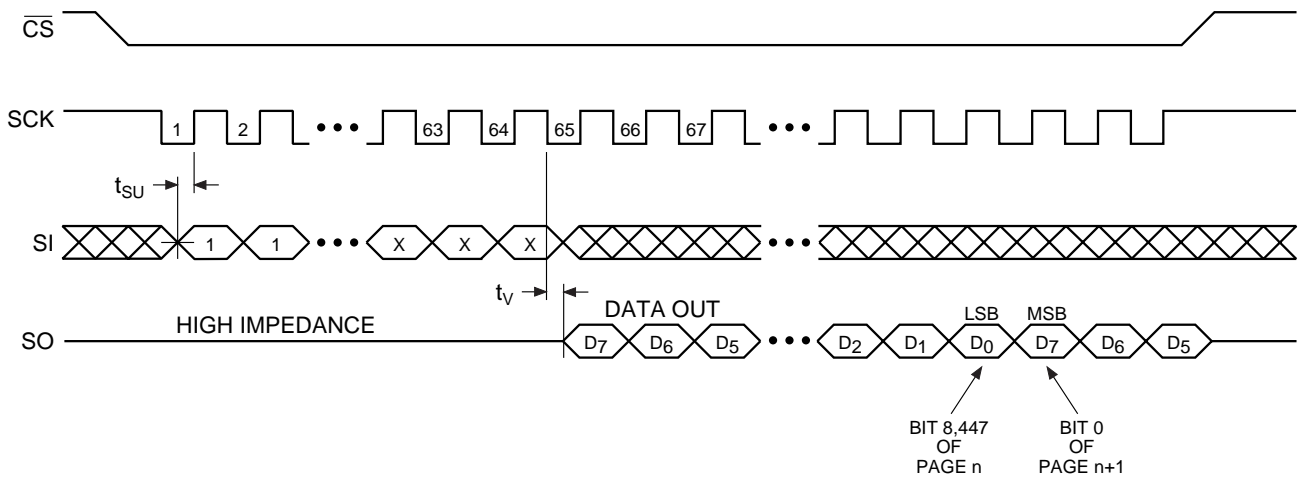 CS
SCK
1 2 ••• 63 64 65 66 67 •••
tSU
SI
1 1 ••• X X X •••
tV
HIGH IMPEDANCE
DATA OUT
LSB MSB
SO
D7 D6 D5 ••• D2 D1 D0 D7 D6 D5
BIT 8,447
OF
PAGE n
BIT 0
OF
PAGE n+1